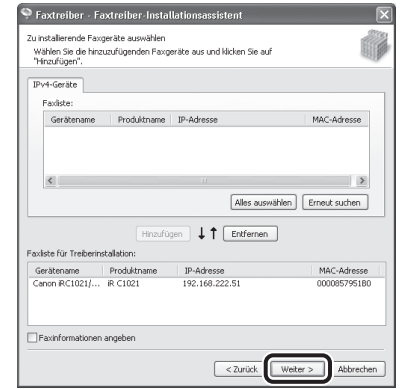 Faxtreiber - Faxtreiber-Installationsassistent
Zu installierende Faxgeräte auswählen
Wählen Sie die hinzuzufügenden Faxgeräte aus und klicken Sie auf
"Hinzufügen".
IPv4-Geräte
Faxliste:
Gerätename Produktname IP-Adresse MAC-Adresse
Alles auswählen Erneut suchen
Hinzufügen ↓ ↑ Entfernen
Faxliste für Treiberinstallation:
Gerätename Produktname IP-Adresse MAC-Adresse
Canon iRC1021/... iR C1021 192.168.222.51 000085795180
Faxinformationen angeben
< Zurück Weiter > Abbrechen